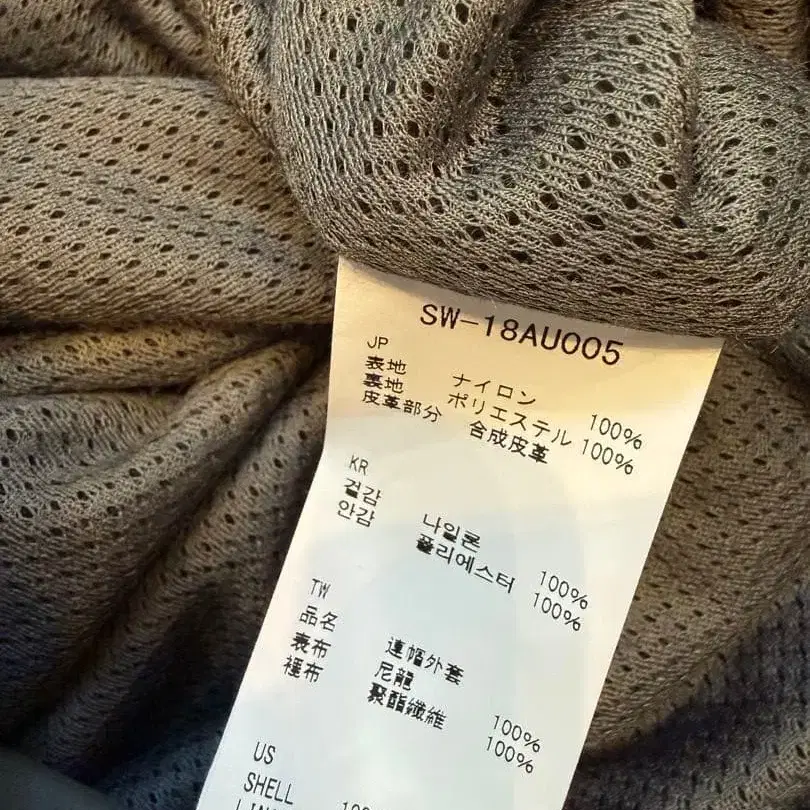 SW-18AU005
JP
表地 ナイロン 100%
裏地 ポリエステル 100%
皮革部分 合成皮革
KR
겉감 나일론 100%
안감 폴리에스터 100%
TW
品名 連帽外套
表布 尼龍 100%
裡布 聚酯纖維 100%
US
SHELL